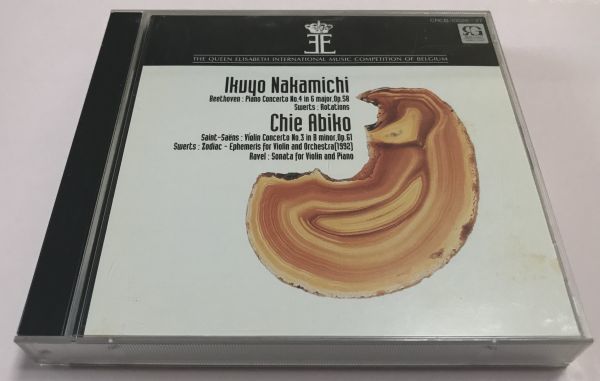 THE QUEEN ELISABETH INTERNATIONAL MUSIC COMPETITION OF BELGIUM
Ikuyo Nakamichi
Beethoven : Piano Concerto No.4 in G major,Op.58
Swerts : Rotations
Chie Abiko
Saint-Saëns : Violin Concerto No.3 in B minor,Op.61
Swerts : Zodiac - Ephemeris for Violin and Orchestra(1992)
Ravel : Sonata for Violin and Piano